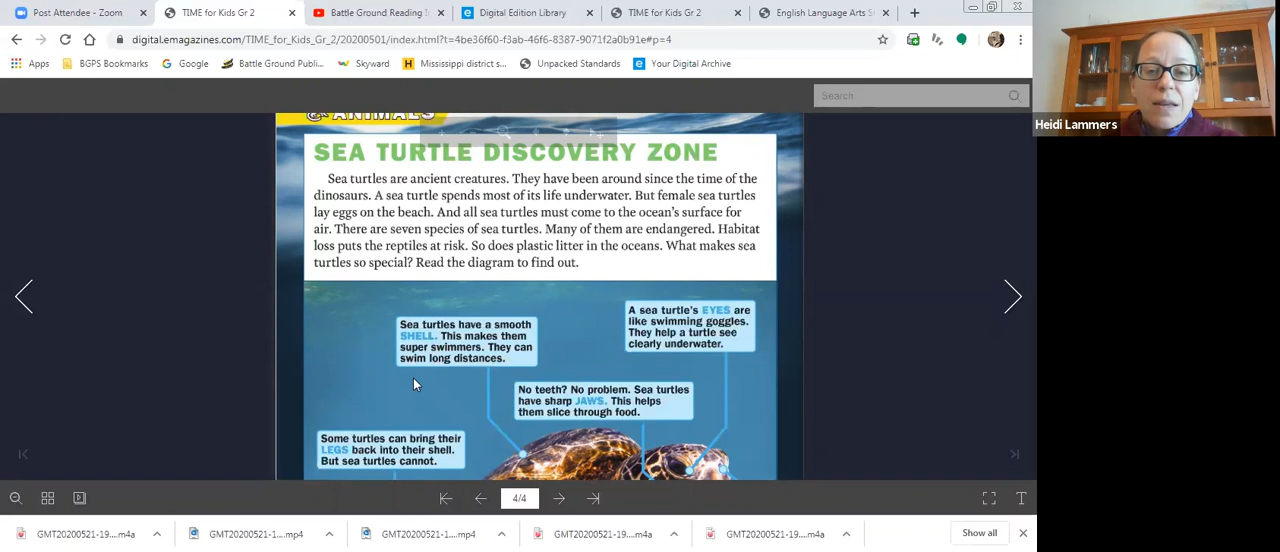 Post Attendee - Zoom
TIME for Kids Gr 2
Battle Ground Reading I
Digital Edition Library
TIME for Kids Gr 2
English Language Arts S
digital.emagazines.com/TIME_for_Kids_Gr_2/20200501/index.html?t=4be36f60-f3ab-46f6-8387-9071f2a0b91e#p=4
Apps
BGPS Bookmarks
Google
Battle Ground Publi...
Skyward
Mississippi district s...
Unpacked Standards
Your Digital Archive
Search
& ANIMALS
SEA TURTLE DISCOVERY ZONE
Sea turtles are ancient creatures. They have been around since the time of the
dinosaurs. A sea turtle spends most of its life underwater. But female sea turtles
lay eggs on the beach. And all sea turtles must come to the ocean's surface for
air. There are seven species of sea turtles. Many of them are endangered. Habitat
loss puts the reptiles at risk. So does plastic litter in the oceans. What makes sea
turtles so special? Read the diagram to find out.
Sea turtles have a smooth
SHELL. This makes them
super swimmers. They can
swim long distances.
A sea turtle's EYES are
like swimming goggles.
They help a turtle see
clearly underwater.
No teeth? No problem. Sea turtles
have sharp JAWS. This helps
them slice through food.
Some turtles can bring their
LEGS back into their shell.
But sea turtles cannot.
4/4
GMT20200521-19....m4a
GMT20200521-1....mp4
GMT20200521-1....mp4
GMT20200521-19....m4a
GMT20200521-19....m4a
Show all
Heidi Lammers